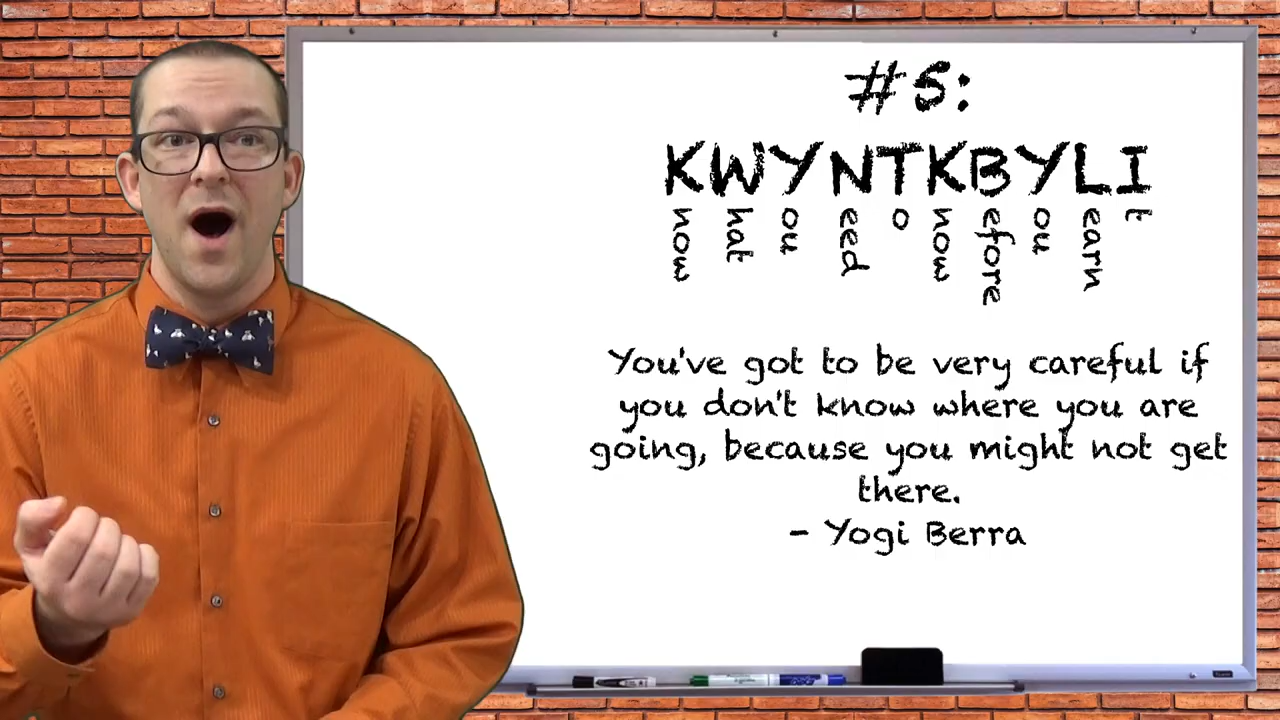 #5:
KWYNTKBYLI
now hat ou eed o now efore ou earn t
You've got to be very careful if
you don't know where you are
going, because you might not get
there.
- Yogi Berra